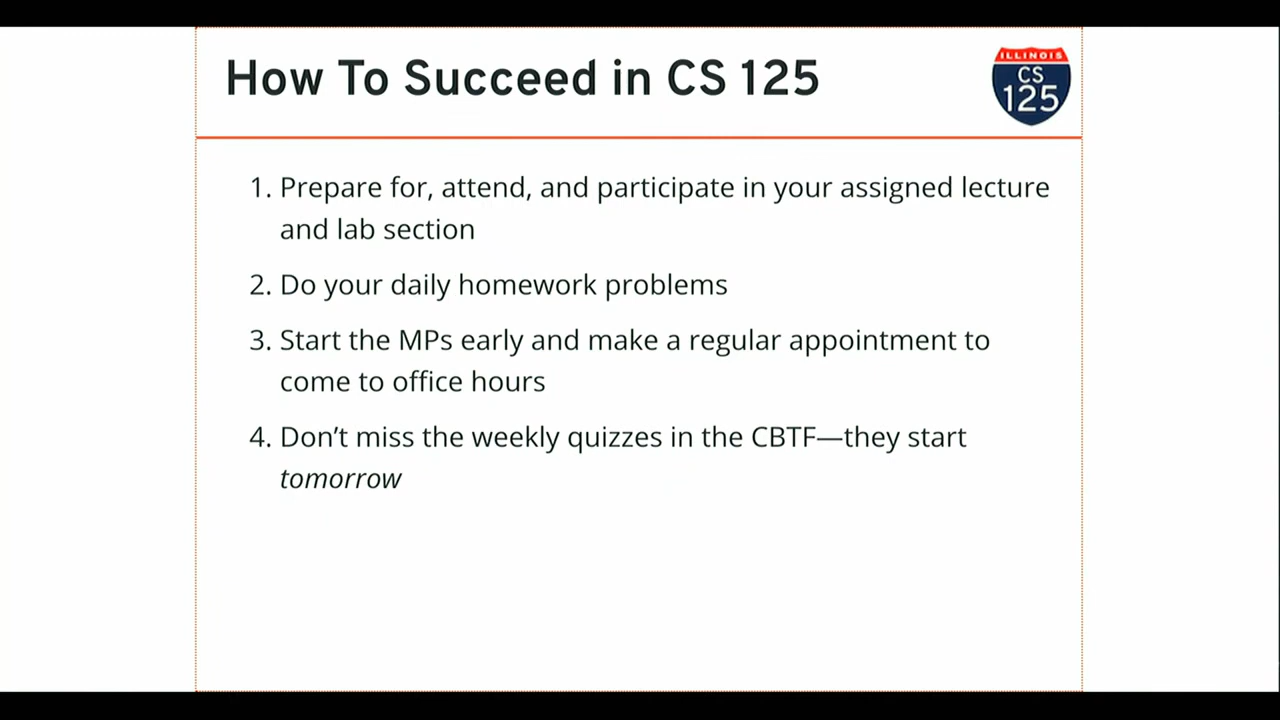 How To Succeed in CS 125
ILLINOIS
CS
125
1. Prepare for, attend, and participate in your assigned lecture
and lab section
2. Do your daily homework problems
3. Start the MPs early and make a regular appointment to
come to office hours
4. Don’t miss the weekly quizzes in the CBTF—they start
tomorrow